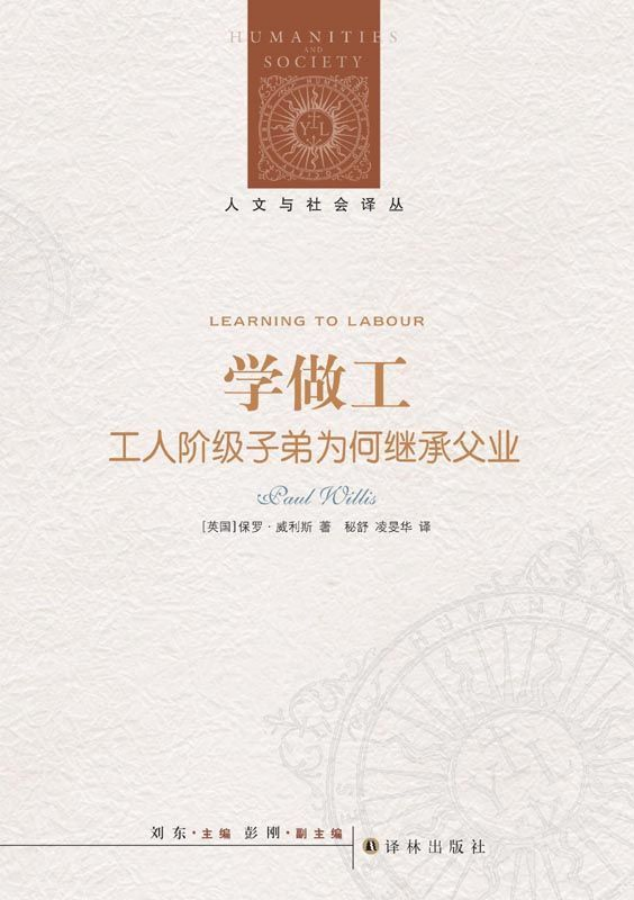 HUMANITIES
AND
SOCIETY
Y L
人文与社会译丛
LEARNING TO LABOUR
学做工
工人阶级子弟为何继承父业
Paul Willis
[英国]保罗·威利斯 著 秘舒 凌旻华 译
HUMANITIES
刘东·主编 彭刚·副主编
译林出版社